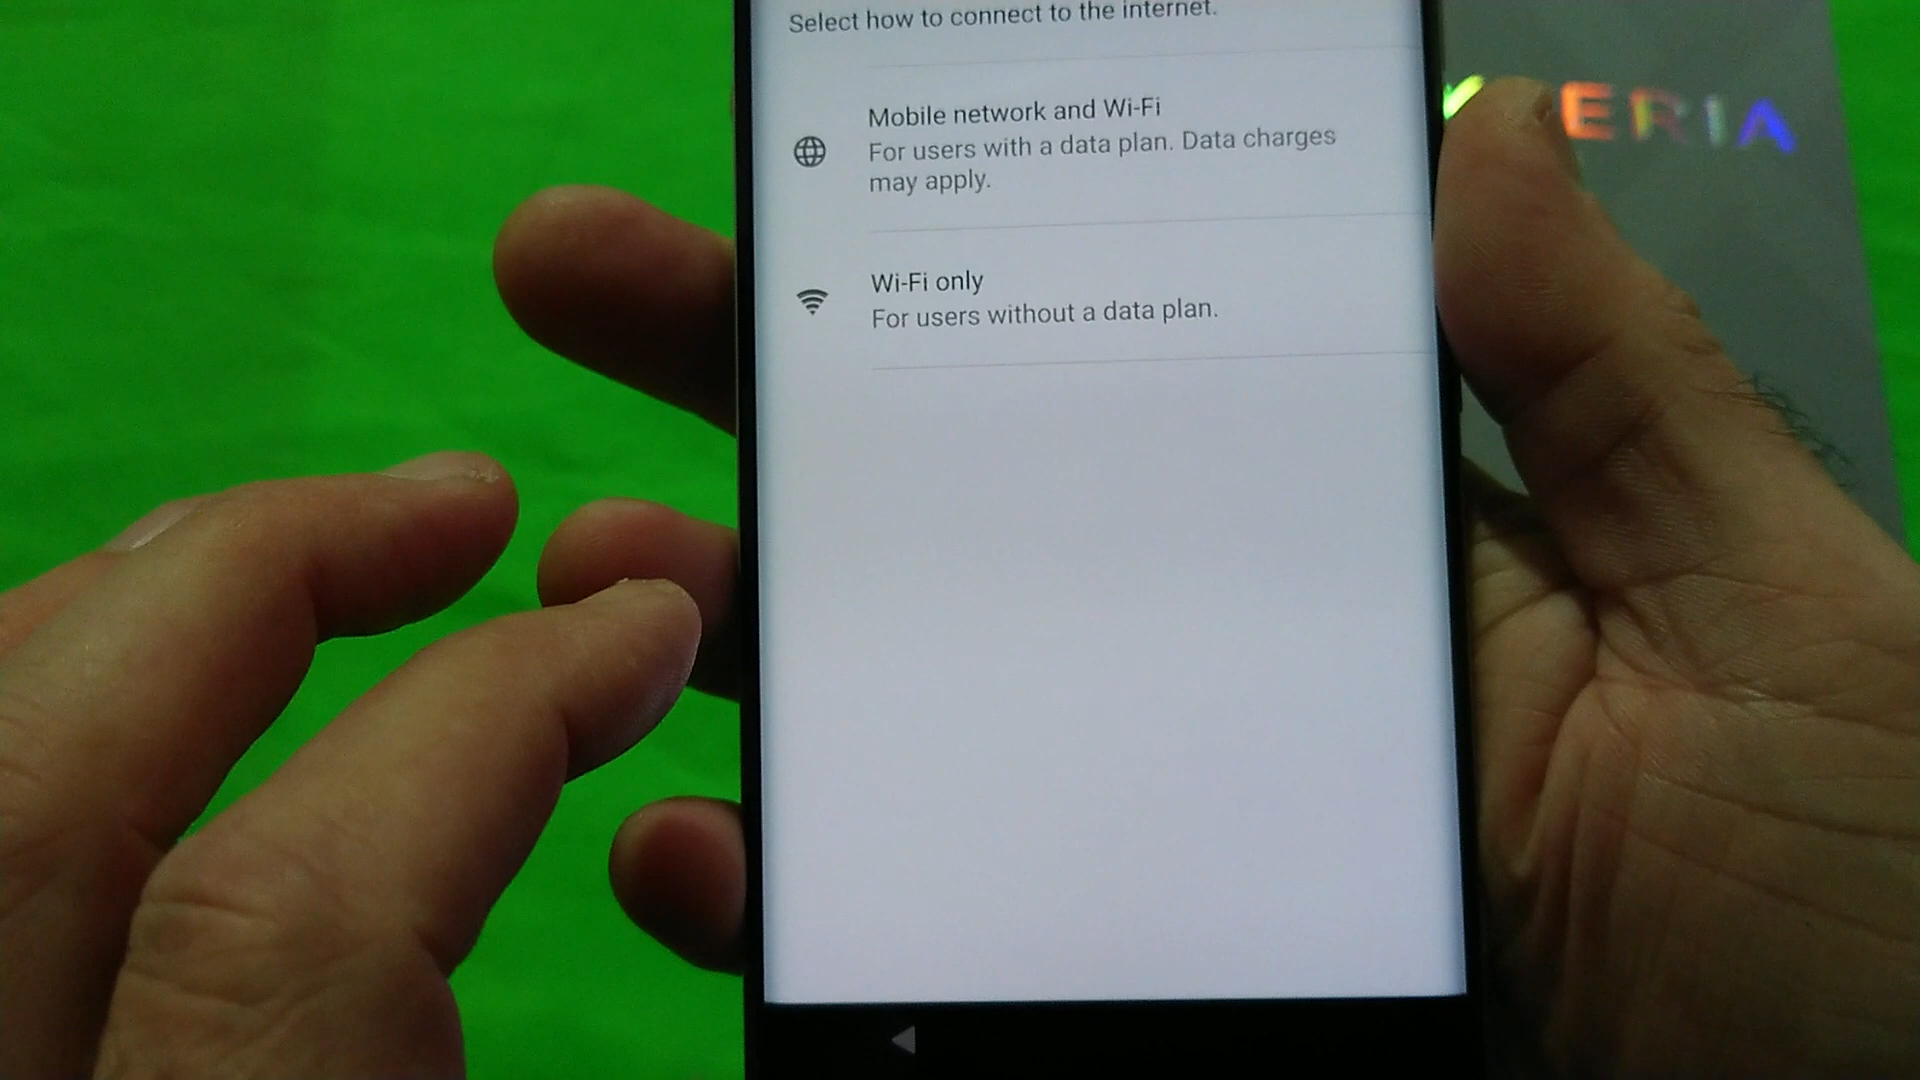 Select how to connect to the internet.
Mobile network and Wi-Fi
For users with a data plan. Data charges
may apply.
Wi-Fi only
For users without a data plan.
ERIA